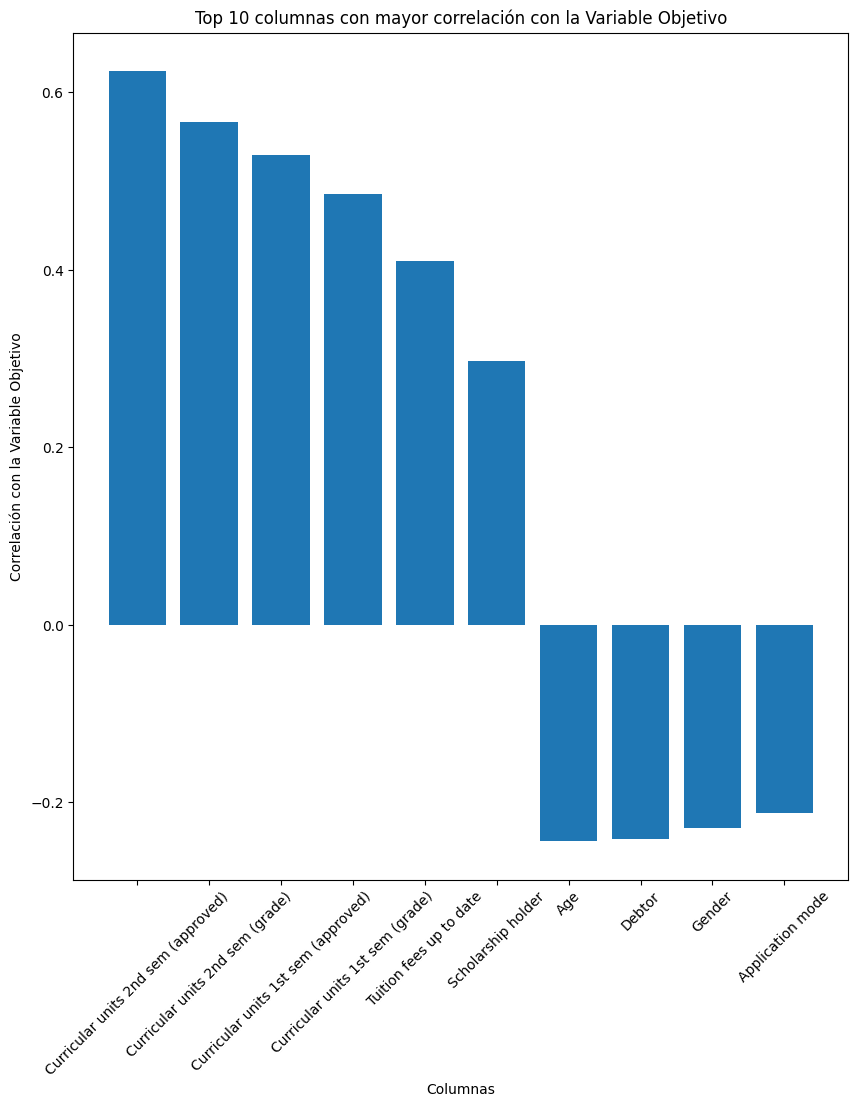 Top 10 columnas con mayor correlación con la Variable Objetivo
Correlación con la Variable Objetivo
0.6
0.4
0.2
0.0
−0.2
Curricular units 2nd sem (approved)
Curricular units 2nd sem (grade)
Curricular units 1st sem (approved)
Curricular units 1st sem (grade)
Tuition fees up to date
Scholarship holder
Age
Debtor
Gender
Application mode
Columnas